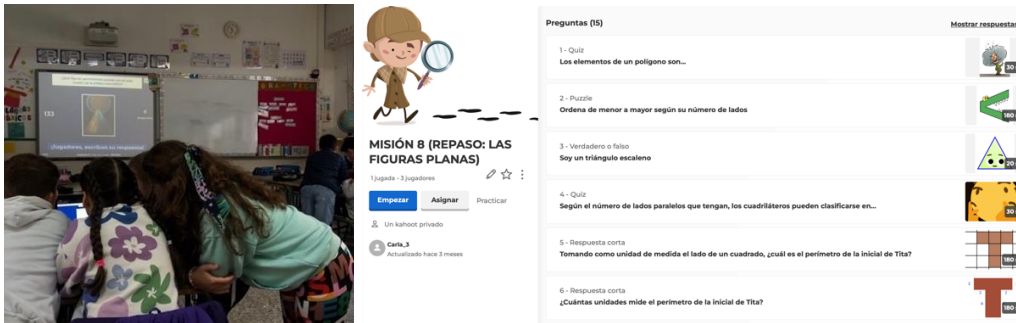 133
¡Jugadores, escribid su respuesta!
MISIÓN 8 (REPASO: LAS
FIGURAS PLANAS)
1 jugada · 3 jugadores
Empezar
Asignar
Practicar
Un kahoot privado
Carla_3
Actualizado hace 3 meses
Preguntas (15)
Mostrar respuestas
1 - Quiz
Los elementos de un polígono son...
30
2 - Puzzle
Ordena de menor a mayor según su número de lados
180
3 - Verdadero o falso
Soy un triángulo escaleno
20
4 - Quiz
Según el número de lados paralelos que tengan, los cuadriláteros pueden clasificarse en...
30
5 - Respuesta corta
Tomando como unidad de medida el lado de un cuadrado, ¿cuál es el perímetro de la inicial de Tita?
180
6 - Respuesta corta
¿Cuántas unidades mide el perímetro de la inicial de Tita?
180